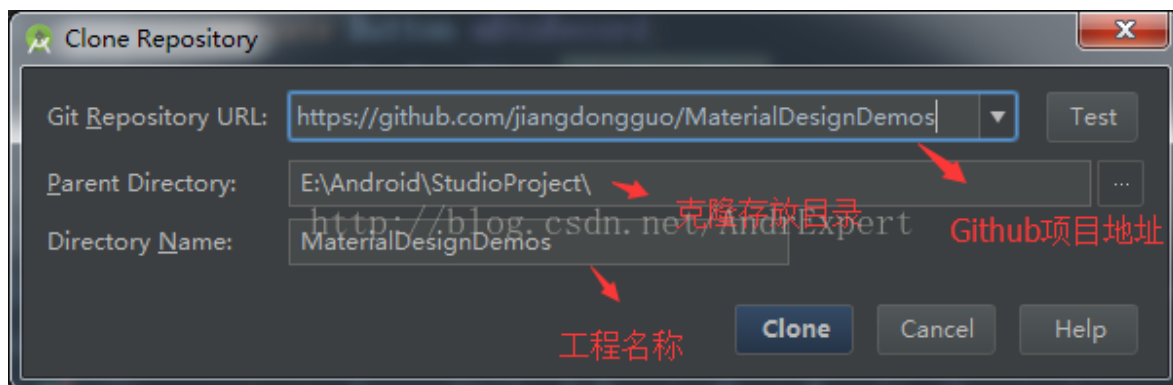 Clone Repository
Git Repository URL: https://github.com/jiangdongguo/MaterialDesignDemos Test
Parent Directory: E:\Android\StudioProject\ ...
克隆存放目录
http://blog.csdn.net/AndrExpert
Github项目地址
Directory Name: MaterialDesignDemos
工程名称
Clone Cancel Help